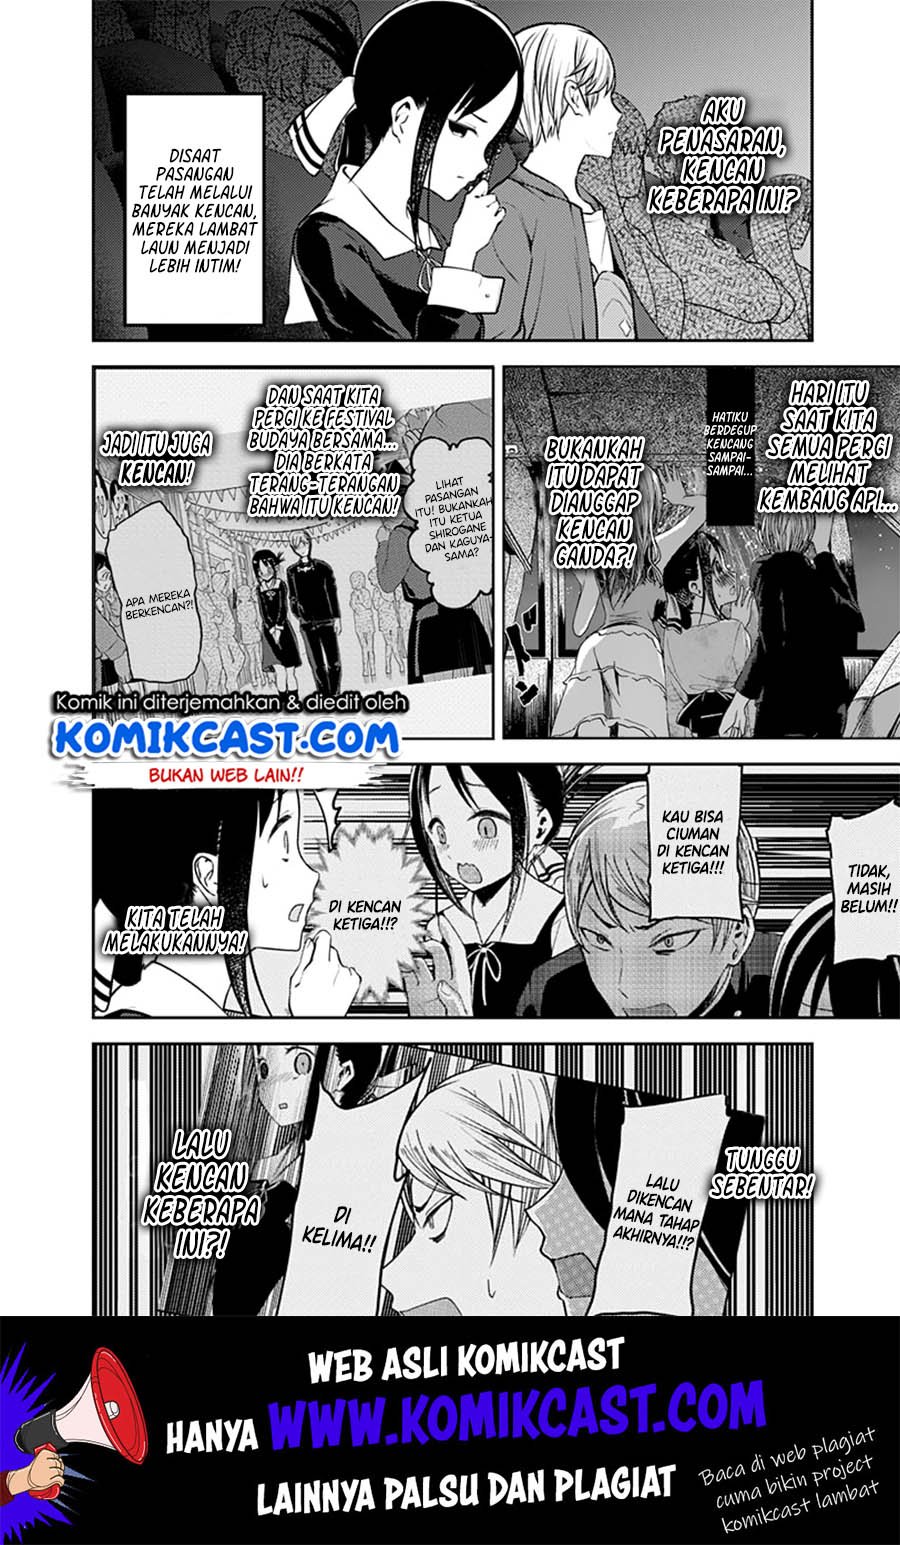 AKU
PENASARAN,
KENCAN
KEBERAPA INI?
DISAAT
PASANGAN
TELAH MELALUI
BANYAK KENCAN,
MEREKA LAMBAT
LAUN MENJADI
LEBIH INTIM!
HARI ITU
SAAT KITA
SEMUA PERGI
MELIHAT
KEMBANG API...
HATIKU
BERDEGUP
KENCANG
SAMPAI-
SAMPAI...
BUKANKAH
ITU DAPAT
DIANGGAP
KENCAN
GANDA?!
DAN SAAT KITA
PERGI KE FESTIVAL
BUDAYA BERSAMA...
DIA BERKATA
TERANG-TERANGAN
BAHWA ITU KENCAN!
LIHAT
PASANGAN
ITU! BUKANKAH
ITU KETUA
SHIROGANE
DAN KAGUYA-
SAMA?
JADI ITU JUGA
KENCAN!
APA MEREKA
BERKENCAN?!
Komik ini diterjemahkan & diedit oleh
KOMIKCAST.COM
BUKAN WEB LAIN!!
TIDAK,
MASIH
BELUM!!
KAU BISA
CIUMAN
DI KENCAN
KETIGA!!!
DI KENCAN
KETIGA!!?
KITA TELAH
MELAKUKANNYA!
TUNGGU
SEBENTAR!
LALU
DIKENCAN
MANA TAHAP
AKHIRNYA!!?
DI
KELIMA!!
LALU
KENCAN
KEBERAPA
INI?!
WEB ASLI KOMIKCAST
HANYA WWW.KOMIKCAST.COM
LAINNYA PALSU DAN PLAGIAT
Baca di web plagiat
cuma bikin project
komikcast lambat